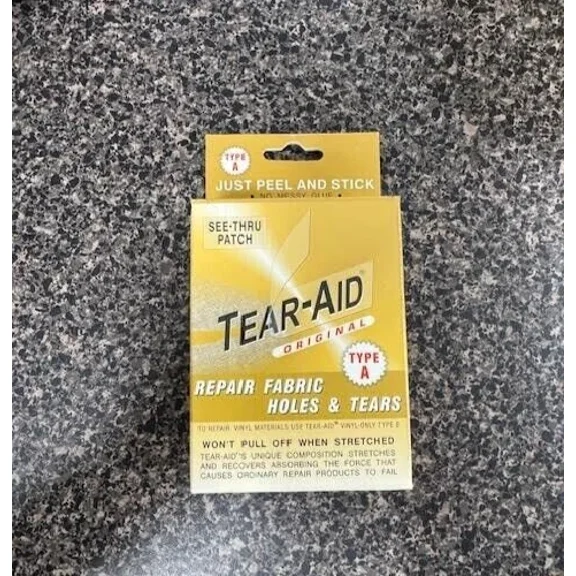 TYPE
A
JUST PEEL AND STICK
• NO MESSY GLUE •
SEE-THRU
PATCH
TEAR-AID®
ORIGINAL
TYPE
A
REPAIR FABRIC
HOLES & TEARS
TO REPAIR VINYL MATERIALS USE TEAR-AID® VINYL-ONLY TYPE B
WON'T PULL OFF WHEN STRETCHED
TEAR-AID® IS UNIQUE COMPOSITION STRETCHES
AND RECOVERS ABSORBING THE FORCE THAT
CAUSES ORDINARY REPAIR PRODUCTS TO FAIL